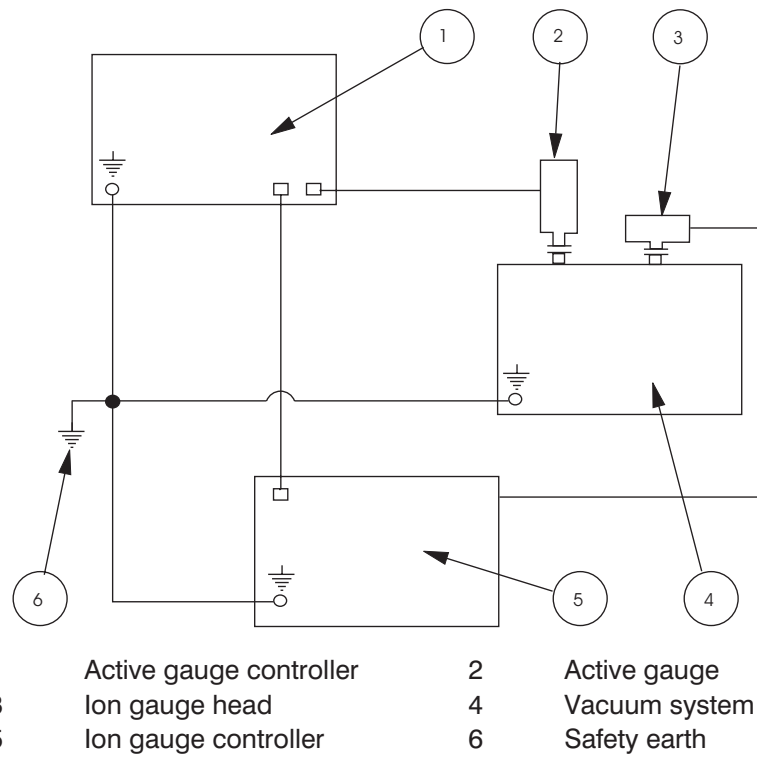 1 2 3
6 5 4
Active gauge controller 2 Active gauge
Ion gauge head 4 Vacuum system
Ion gauge controller 6 Safety earth